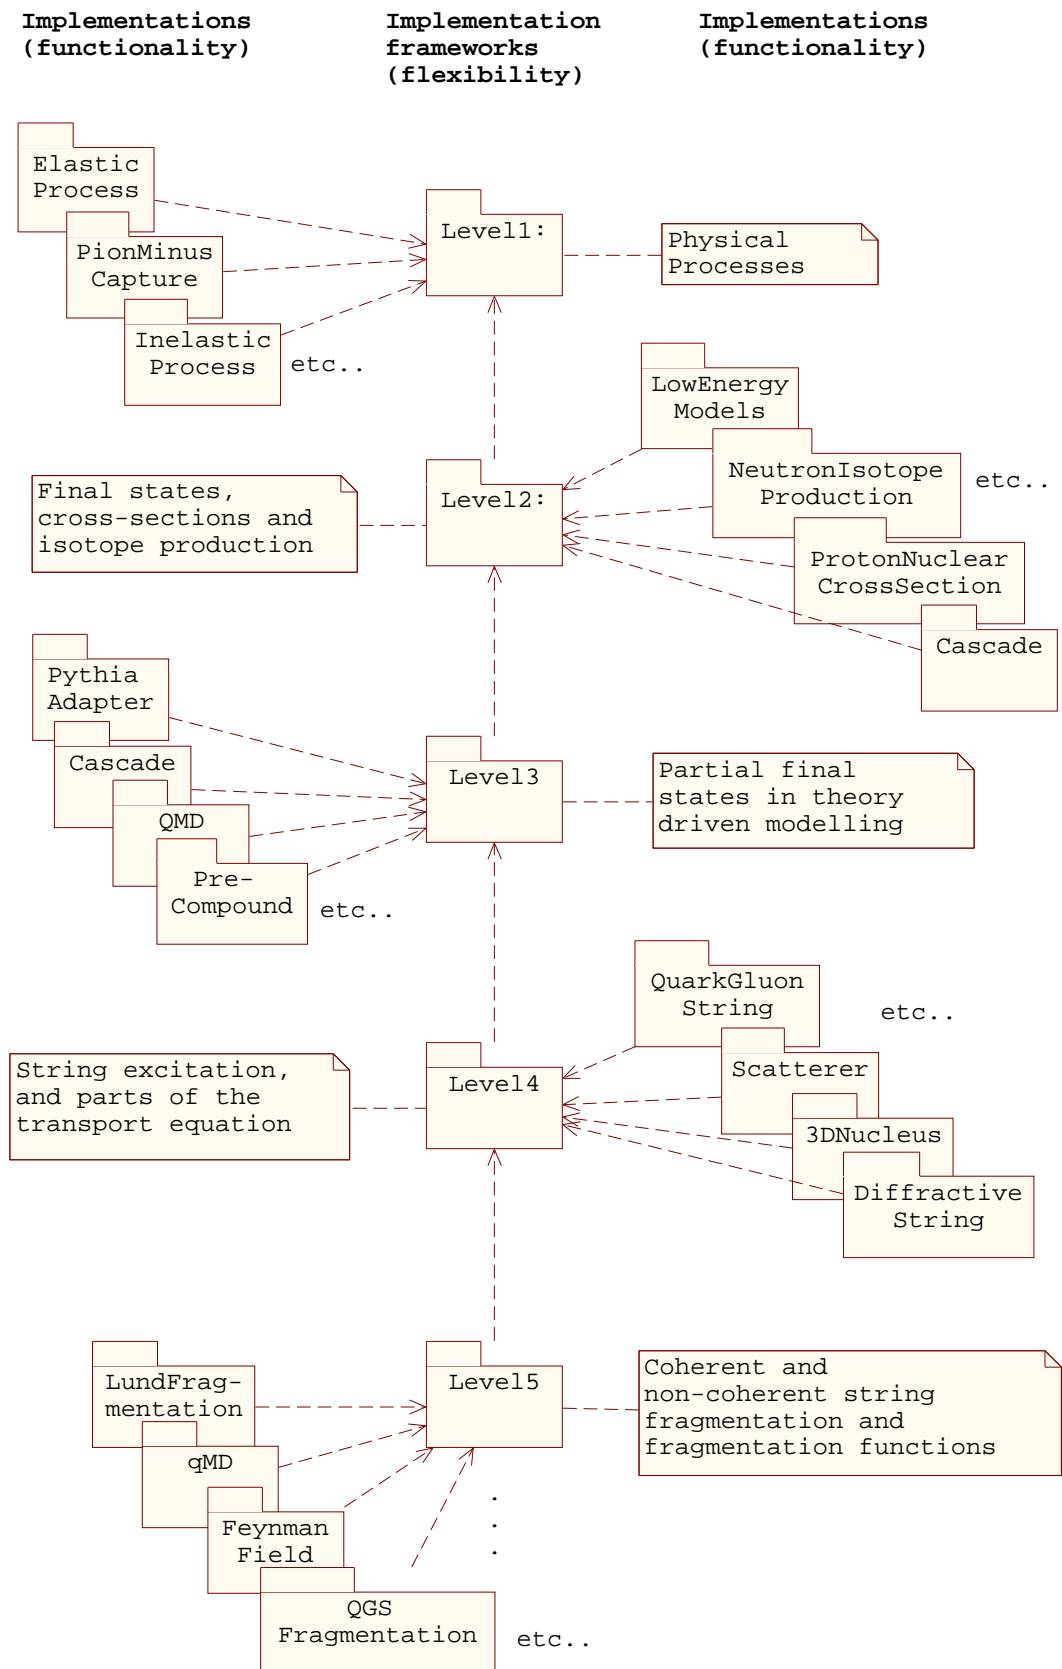 Implementations
(functionality)
Implementation
frameworks
(flexibility)
Implementations
(functionality)
Elastic
Process
PionMinus
Capture
Inelastic
Process
etc..
Level1:
Physical
Processes
LowEnergy
Models
NeutronIsotope
Production
etc..
ProtonNuclear
CrossSection
Cascade
Final states,
cross-sections and
isotope production
Level2:
Pythia
Adapter
Cascade
QMD
Pre-
Compound
etc..
Level3
Partial final
states in theory
driven modelling
QuarkGluon
String
etc..
Scatterer
3DNucleus
Diffractive
String
String excitation,
and parts of the
transport equation
Level4
LundFrag-
mentation
qMD
Feynman
Field
QGS
Fragmentation
etc..
Level5
.
.
.
Coherent and
non-coherent string
fragmentation and
fragmentation functions